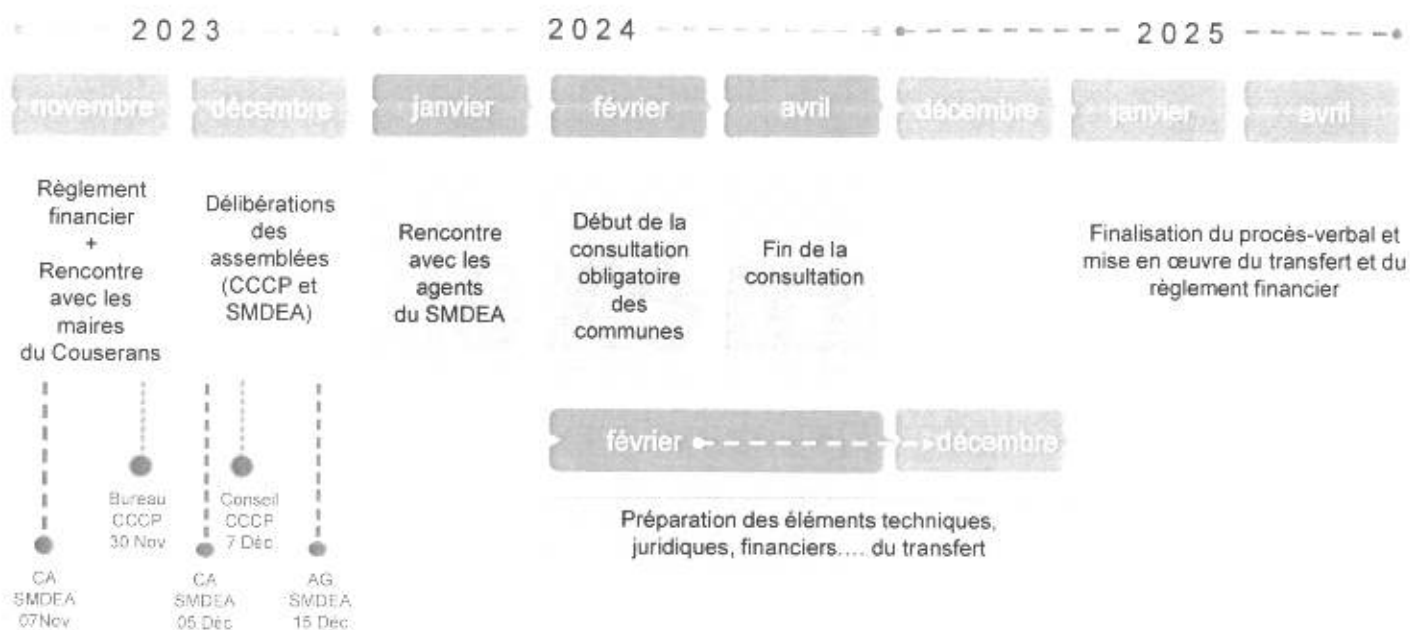 2023
2024
2025
novembre
décembre
janvier
février
avril
décembre
janvier
avril
Règlement
financier
+
Rencontre
avec les
maires
du Couserans
Délibérations
des
assemblées
(CCCP et
SMDEA)
Rencontre
avec les
agents
du SMDEA
Début de la
consultation
obligatoire
des
communes
Fin de la
consultation
Finalisation du procès-verbal et
mise en œuvre du transfert et du
règlement financier
février
décembre
Préparation des éléments techniques,
juridiques, financiers.... du transfert
Bureau
CCCP
30 Nov
Conseil
CCCP
7 Déc
CA
SMDEA
07Nov
CA
SMDEA
05 Déc
AG
SMDEA
15 Déc